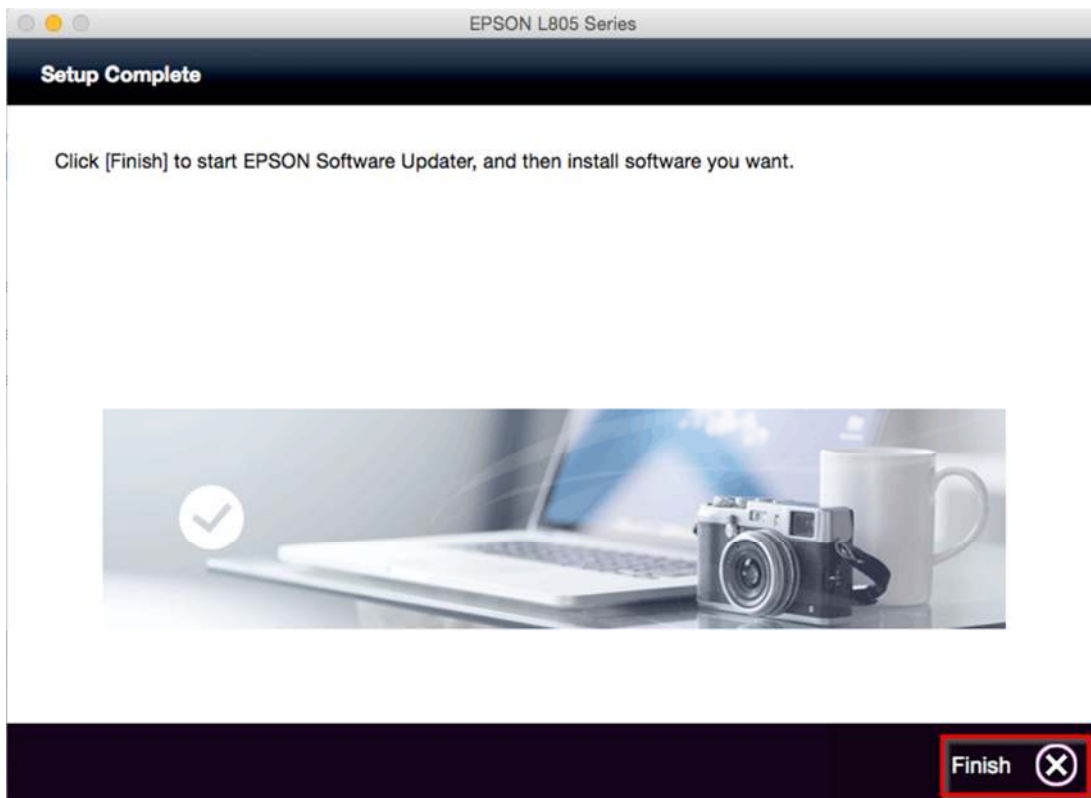 EPSON L805 Series
Setup Complete
Click [Finish] to start EPSON Software Updater, and then install software you want.
Finish